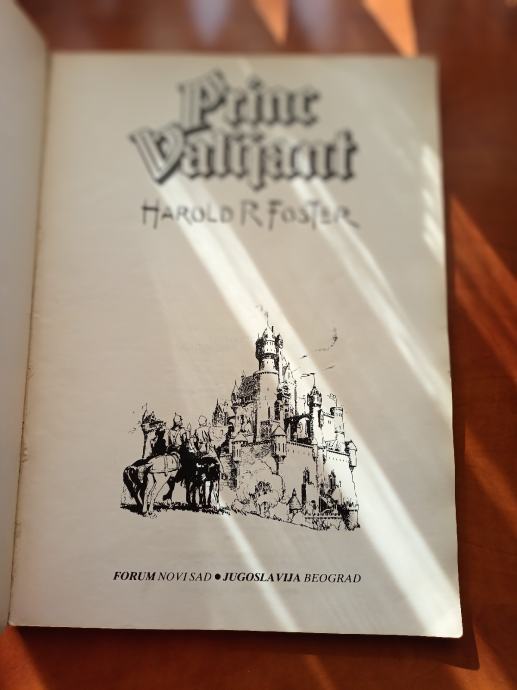 Princ
Valijant
HAROLD R FOSTER
FORUM NOVI SAD ● JUGOSLAVIJA BEOGRAD